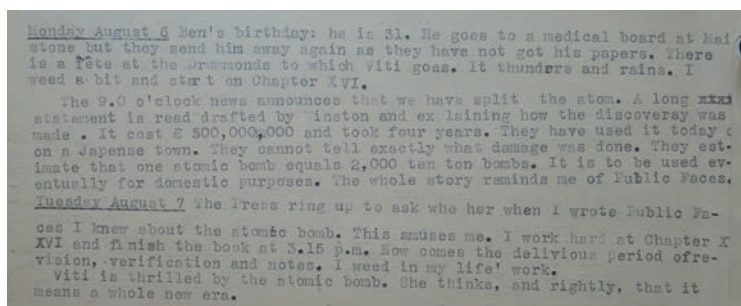 Monday August 6 Ben's birthday: he is 31. He goes to a medical board at Mai
stone but they send him away again as they have not got his papers. There
is a fête at the Drummonds to which Viti goes. It thunders and rains. I
weed a bit and start on Chapter XVI.
The 9.0 o'clock news announces that we have split the atom. A long xxxx
statement is read drafted by Winston and ex laining how the discovery was
made . It cost £ 500,000,000 and took four years. They have used it today
on a Japense town. They cannot tell exactly what damage was done. They est-
imate that one atomic bomb equals 2,000 ten ton bombs. It is to be used ev-
entually for domestic purposes. The whole story reminds me of Public Faces.
Tuesday August 7 The Press ring up to ask whe her when I wrote Public Fa-
ces I knew about the atomic bomb. This amuses me. I work hard at Chapter X
XVI and finish the book at 3.15 p.m. Now comes the delivious period ofre-
vision, verification and notes. I weed in my life' work.
Viti is thrilled by the atomic bomb. She thinks, and rightly, that it
means a whole new era.